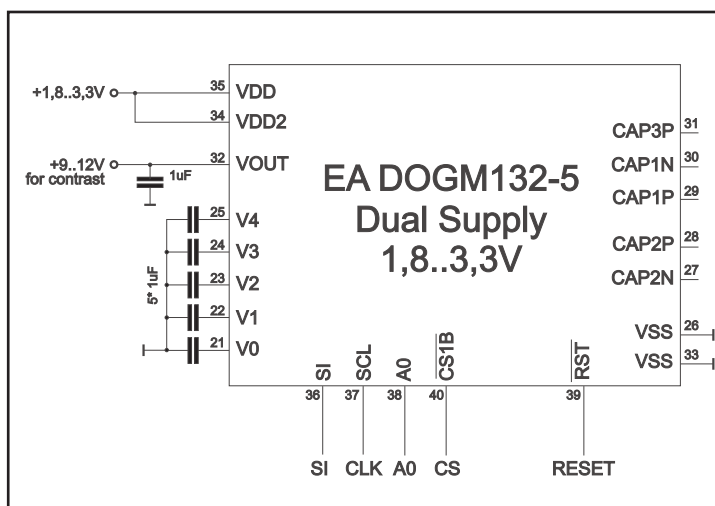 +1,8..3,3V
35 VDD
34 VDD2
+9..12V
for contrast
1uF
32 VOUT
5* 1uF
25 V4
24 V3
23 V2
22 V1
21 V0
EA DOGM132-5
Dual Supply
1,8..3,3V
CAP3P 31
CAP1N 30
CAP1P 29
CAP2P 28
CAP2N 27
VSS 26
VSS 33
SI SCL A0 CS1B RST
36 37 38 40 39
SI CLK A0 CS RESET